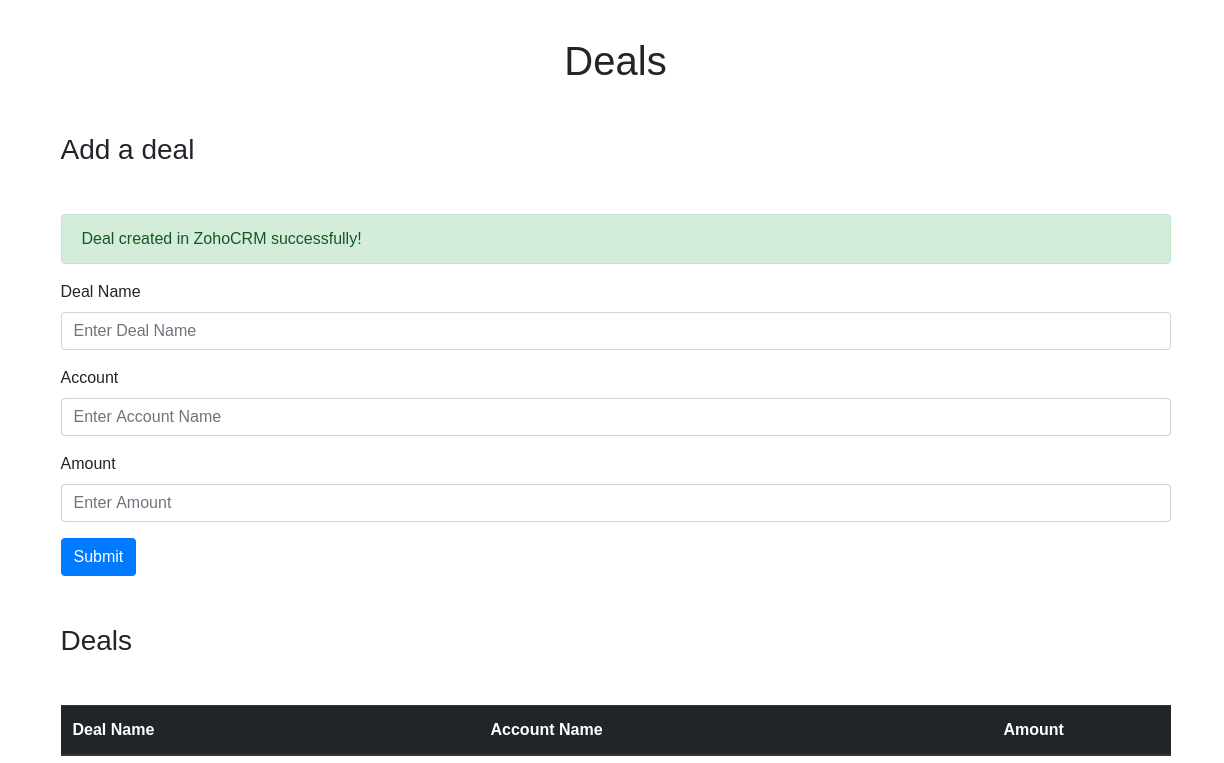 Deals
Add a deal
Deal created in ZohoCRM successfully!
Deal Name
Enter Deal Name
Account
Enter Account Name
Amount
Enter Amount
Submit
Deals
Deal Name Account Name Amount